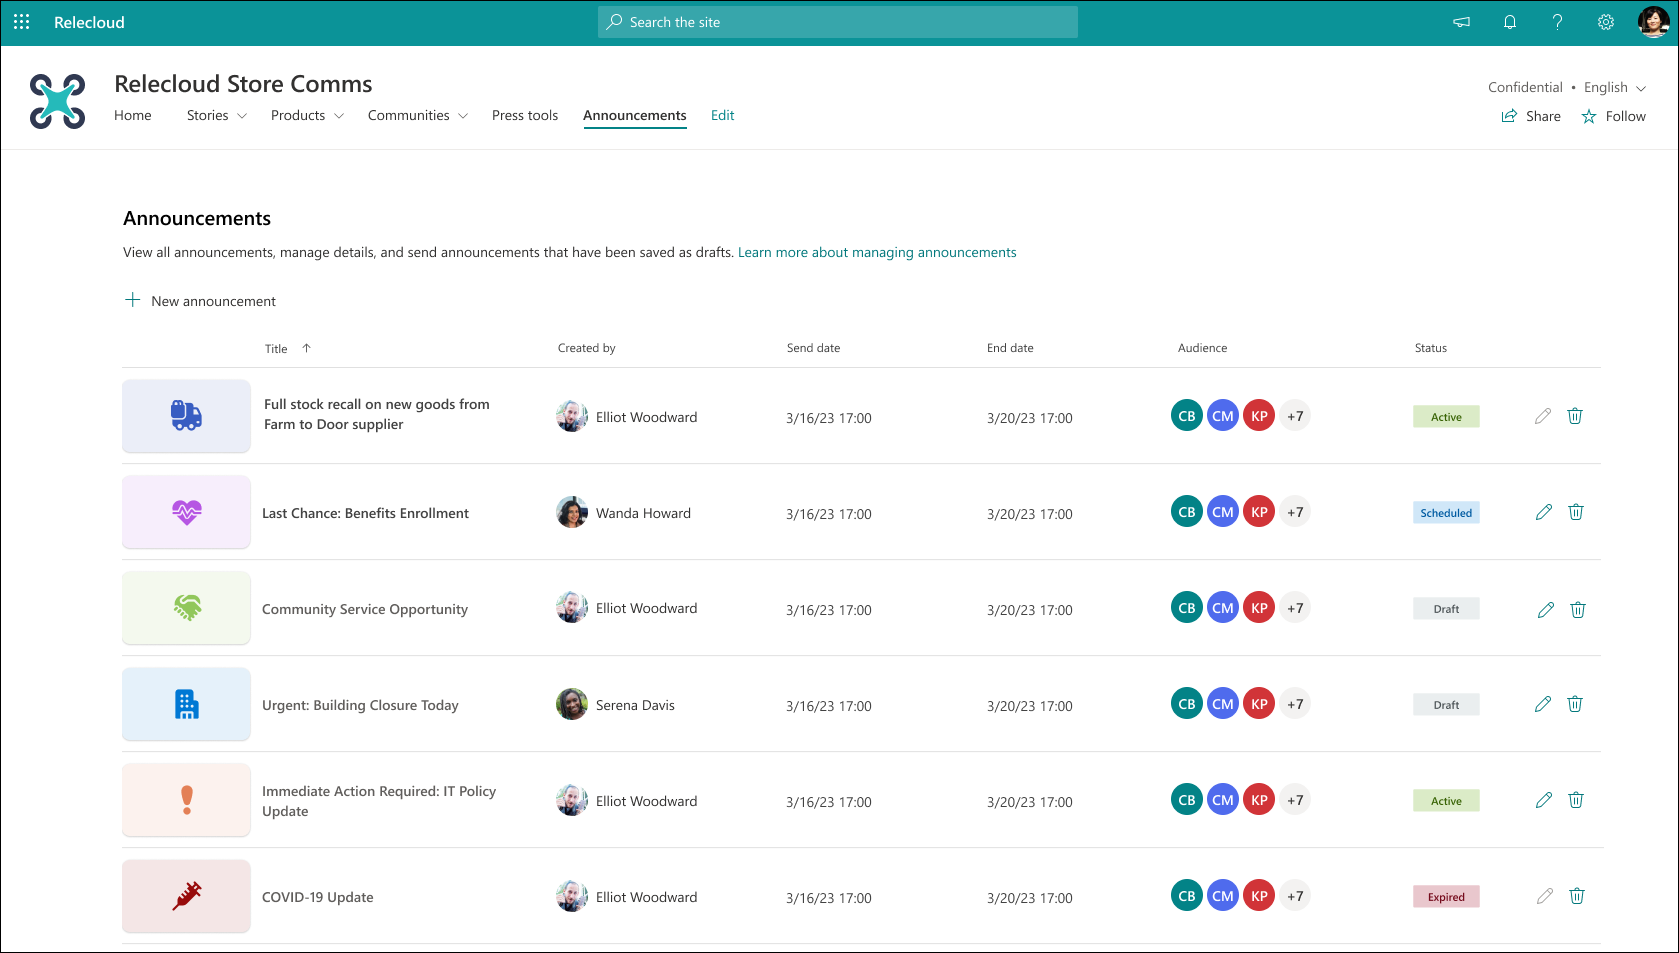 Relecloud
Search the site
Relecloud Store Comms
Confidential • English
Home Stories Products Communities Press tools Announcements Edit
Share Follow
Announcements
View all announcements, manage details, and send announcements that have been saved as drafts. Learn more about managing announcements
New announcement
Title Created by Send date End date Audience Status
Full stock recall on new goods from
Farm to Door supplier
Elliot Woodward 3/16/23 17:00 3/20/23 17:00 CB CM KP +7 Active
Last Chance: Benefits Enrollment Wanda Howard 3/16/23 17:00 3/20/23 17:00 CB CM KP +7 Scheduled
Community Service Opportunity Elliot Woodward 3/16/23 17:00 3/20/23 17:00 CB CM KP +7 Draft
Urgent: Building Closure Today Serena Davis 3/16/23 17:00 3/20/23 17:00 CB CM KP +7 Draft
Immediate Action Required: IT Policy
Update
Elliot Woodward 3/16/23 17:00 3/20/23 17:00 CB CM KP +7 Active
COVID-19 Update Elliot Woodward 3/16/23 17:00 3/20/23 17:00 CB CM KP +7 Expired